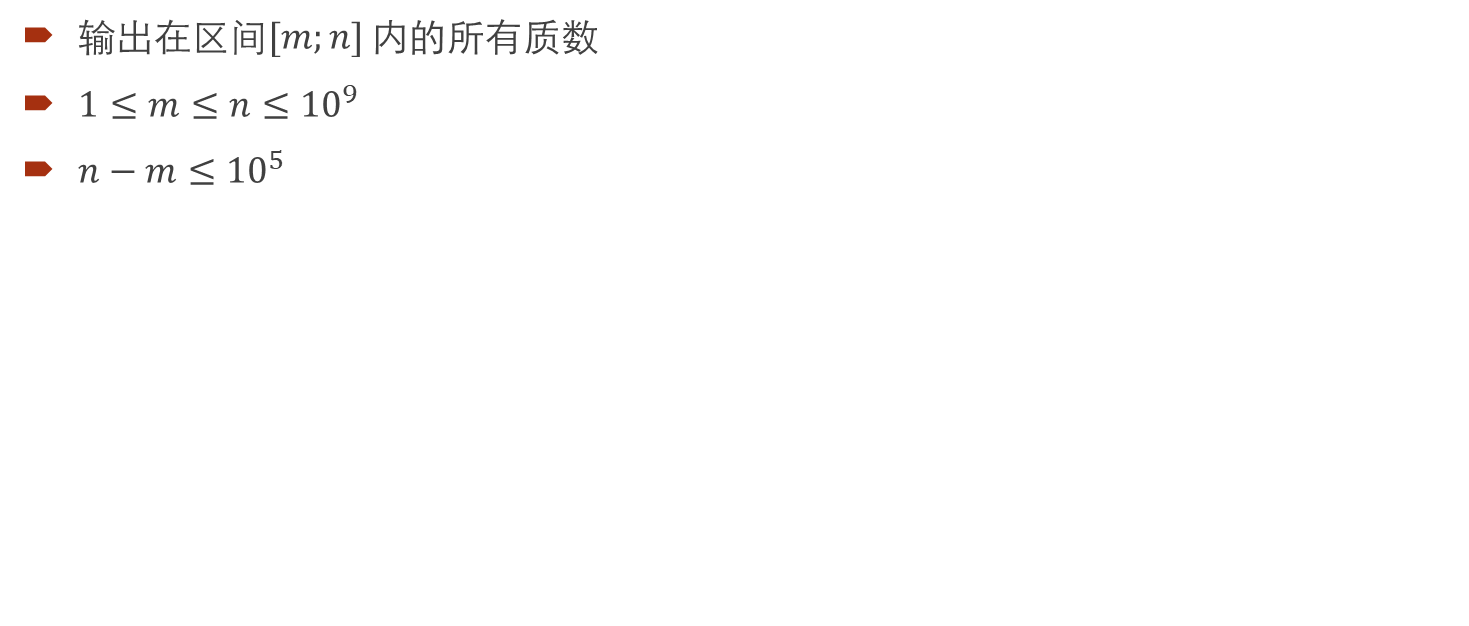 输出在区间[m; n] 内的所有质数
1 ≤ m ≤ n ≤ 10⁹
n − m ≤ 10⁵